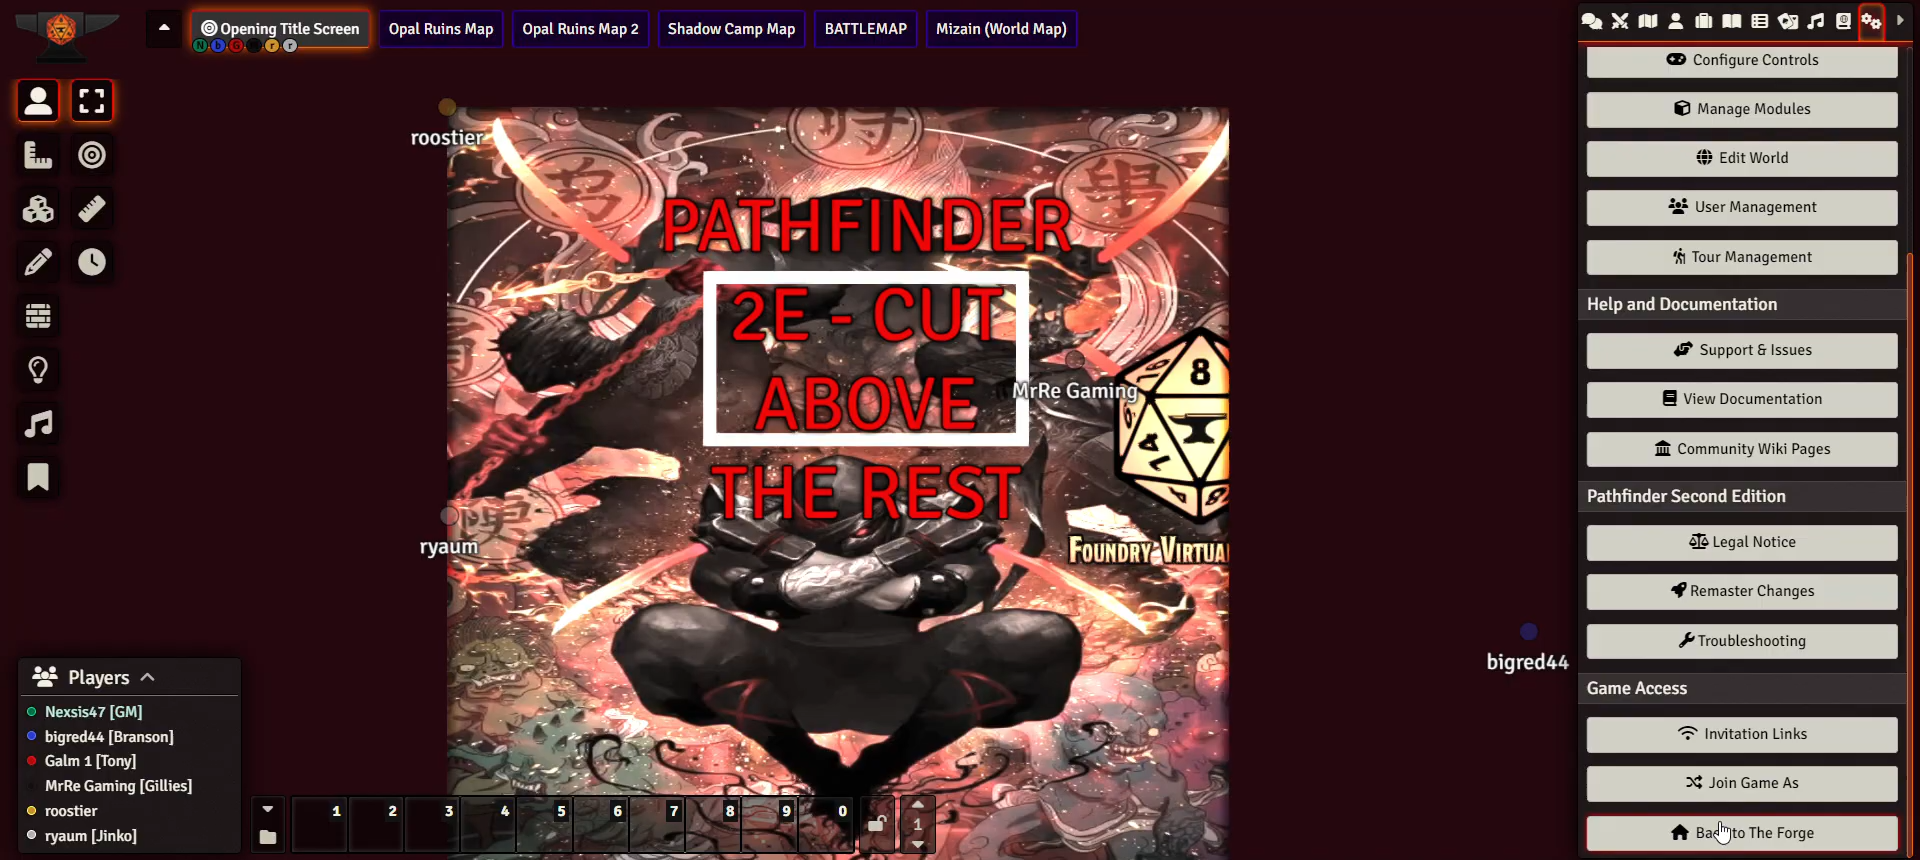 Opening Title Screen
N b G r r
Opal Ruins Map
Opal Ruins Map 2
Shadow Camp Map
BATTLEMAP
Mizain (World Map)
roostier
PATHFINDER
2E - CUT
ABOVE
THE REST
MrRe Gaming
8
FOUNDRY VIRTUA
ryaum
bigred44
Players
Nexsis47 [GM]
bigred44 [Branson]
Galm 1 [Tony]
MrRe Gaming [Gillies]
roostier
ryaum [Jinko]
1 2 3 4 5 6 7 8 9 0
1
Configure Controls
Manage Modules
Edit World
User Management
Tour Management
Help and Documentation
Support & Issues
View Documentation
Community Wiki Pages
Pathfinder Second Edition
Legal Notice
Remaster Changes
Troubleshooting
Game Access
Invitation Links
Join Game As
to The Forge